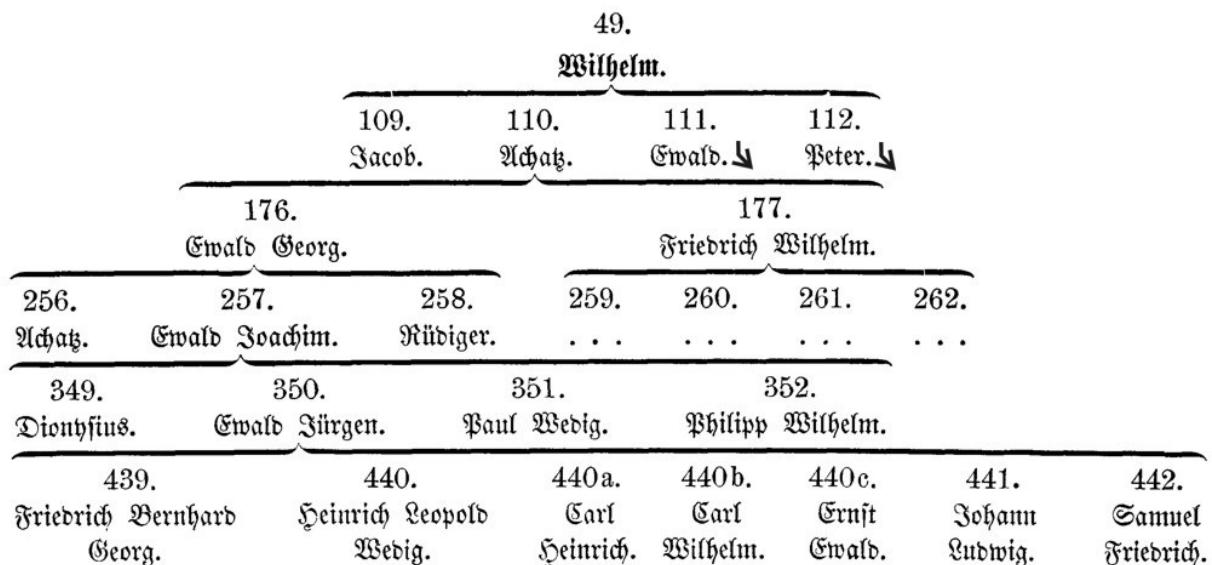 49.
Wilhelm.
109. 110. 111. 112.
Jacob. Achatz. Ewald. Peter.
176. 177.
Ewald Georg. Friedrich Wilhelm.
256. 257. 258. 259. 260. 261. 262.
Achatz. Ewald Joachim. Rüdiger. . . . . . . . . . . . .
349. 350. 351. 352.
Dionysius. Ewald Jürgen. Paul Wedig. Philipp Wilhelm.
439. 440. 440a. 440b. 440c. 441. 442.
Friedrich Bernhard Heinrich Leopold Carl Carl Ernst Johann Samuel
Georg. Wedig. Heinrich. Wilhelm. Ewald. Ludwig. Friedrich.